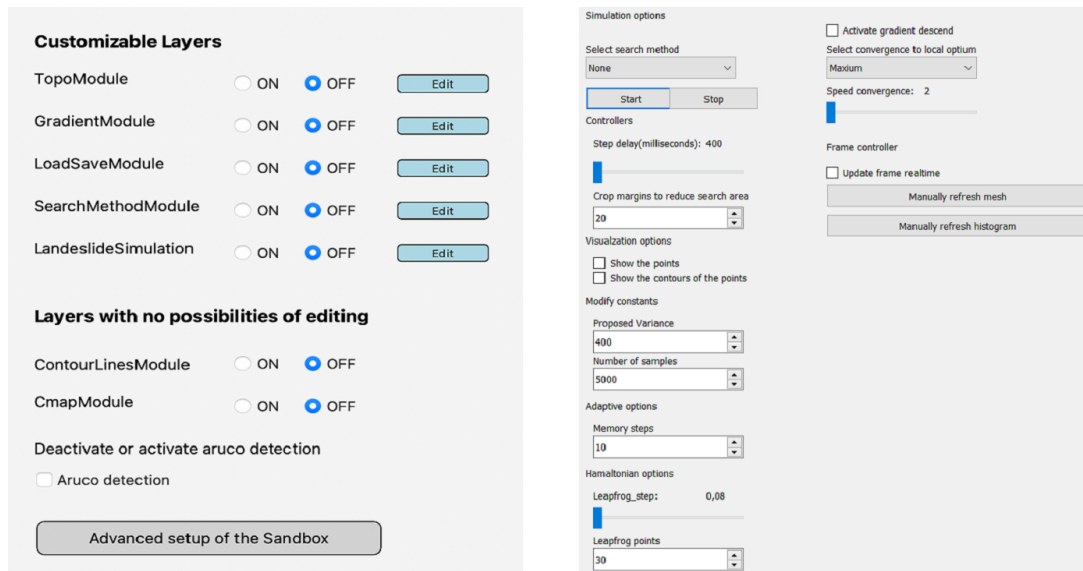 Customizable Layers
TopoModule ON OFF Edit
GradientModule ON OFF Edit
LoadSaveModule ON OFF Edit
SearchMethodModule ON OFF Edit
LandeslideSimulation ON OFF Edit
Layers with no possibilities of editing
ContourLinesModule ON OFF
CmapModule ON OFF
Deactivate or activate aruco detection
Aruco detection
Advanced setup of the Sandbox
Simulation options
Select search method
None
Start Stop
Controllers
Step delay(milliseconds): 400
Crop margins to reduce search area
20
Visualzation options
Show the points
Show the contours of the points
Modify constants
Proposed Variance
400
Number of samples
5000
Adaptive options
Memory steps
10
Hamaltonian options
Leapfrog_step: 0,08
Leapfrog points
30
Activate gradient descend
Select convergence to local optium
Maxium
Speed convergence: 2
Frame controller
Update frame realtime
Manually refresh mesh
Manually refresh histogram